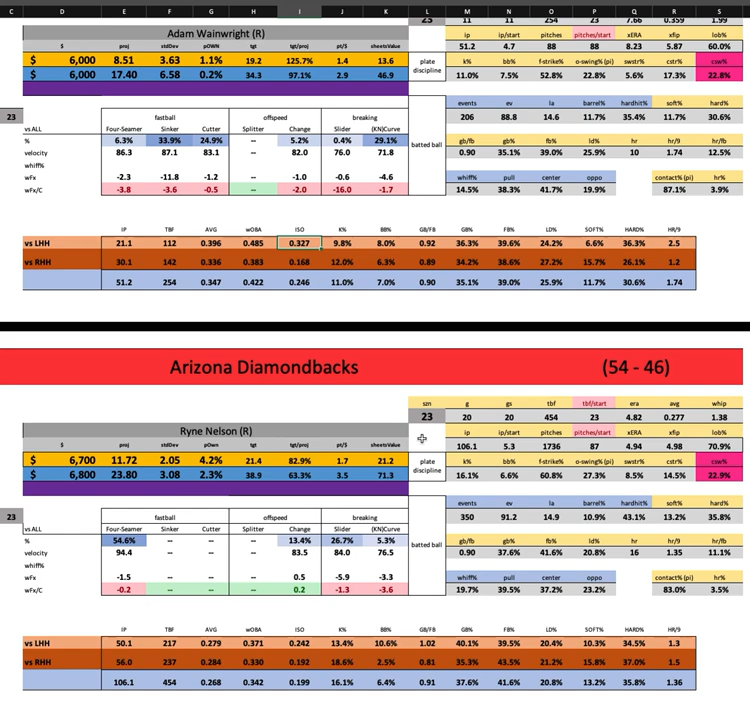 C D E F G H I J K L M N O P Q R S
23 11 11 254 23 7.66 0.359 1.99
Adam Wainwright (R) ip ip/start pitches pitches/start xERA xfip lob%
$ proj stdDev pOWN tgt tgt/proj pt/$ sheetsValue 51.2 4.7 88 88 8.23 5.87 60.0%
$ 6,000 8.51 3.63 1.1% 19.2 125.7% 1.4 13.6 plate discipline k% bb% f-strike% o-swing% (pi) swstr% cstr% csw%
$ 6,000 17.40 6.58 0.2% 34.3 97.1% 2.9 46.9 11.0% 7.5% 52.8% 22.8% 5.6% 17.3% 22.8%
events ev la barrel% hardhit% soft% hard%
23 fastball offspeed breaking 206 88.8 14.6 11.7% 35.4% 11.7% 30.6%
vs ALL Four-Seamer Sinker Cutter Splitter Change Slider (KN)Curve
% 6.3% 33.9% 24.9% -- 5.2% 0.4% 29.1% batted ball gb/fb gb% fb% ld% hr hr/9 hr/fb
velocity 86.3 87.1 83.1 -- 82.0 76.0 71.8 0.90 35.1% 39.0% 25.9% 10 1.74 12.5%
whiff%
wFx -2.3 -11.8 -1.2 -- -1.0 -0.6 -4.6 whiff% pull center oppo contact% (pi) hr%
wFx/C -3.8 -3.6 -0.5 -- -2.0 -16.0 -1.7 14.5% 38.3% 41.7% 19.9% 87.1% 3.9%
IP TBF AVG wOBA ISO K% BB% GB/FB GB% FB% LD% SOFT% HARD% HR/9
vs LHH 21.1 112 0.396 0.485 0.327 9.8% 8.0% 0.92 36.3% 39.6% 24.2% 6.6% 36.3% 2.5
vs RHH 30.1 142 0.336 0.383 0.168 12.0% 6.3% 0.89 34.2% 38.6% 27.2% 15.7% 26.1% 1.2
51.2 254 0.347 0.422 0.246 11.0% 7.0% 0.90 35.1% 39.0% 25.9% 11.7% 30.6% 1.74
Arizona Diamondbacks (54 - 46)
szn g gs tbf tbf/start era avg whip
23 20 20 454 23 4.82 0.277 1.38
Ryne Nelson (R) ip ip/start pitches pitches/start xERA xfip lob%
$ proj stdDev pOwn tgt tgt/proj pt/$ sheetsValue 106.1 5.3 1736 87 4.94 4.98 70.9%
$ 6,700 11.72 2.05 4.2% 21.4 82.9% 1.7 21.2 plate discipline k% bb% f-strike% o-swing% (pi) swstr% cstr% csw%
$ 6,800 23.80 3.08 2.3% 38.9 63.3% 3.5 71.3 16.1% 6.6% 60.8% 27.3% 8.5% 14.5% 22.9%
events ev la barrel% hardhit% soft% hard%
23 fastball offspeed breaking 350 91.2 14.9 10.9% 43.1% 13.2% 35.8%
vs ALL Four-Seamer Sinker Cutter Splitter Change Slider (KN)Curve
% 54.6% -- -- -- 13.4% 26.7% 5.3% batted ball gb/fb gb% fb% ld% hr hr/9 hr/fb
velocity 94.4 -- -- -- 83.5 84.0 76.5 0.90 37.6% 41.6% 20.8% 16 1.35 11.1%
whiff%
wFx -1.5 -- -- -- 0.5 -5.9 -3.3 whiff% pull center oppo contact% (pi) hr%
wFx/C -0.2 -- -- -- 0.2 -1.3 -3.6 19.7% 39.5% 37.2% 23.2% 83.0% 3.5%
IP TBF AVG wOBA ISO K% BB% GB/FB GB% FB% LD% SOFT% HARD% HR/9
vs LHH 50.1 217 0.279 0.371 0.242 13.4% 10.6% 1.02 40.1% 39.5% 20.4% 10.3% 34.5% 1.3
vs RHH 56.0 237 0.284 0.330 0.192 18.6% 2.5% 0.81 35.3% 43.5% 21.2% 15.8% 37.0% 1.5
106.1 454 0.268 0.342 0.199 16.1% 6.4% 0.91 37.6% 41.6% 20.8% 13.2% 35.8% 1.36